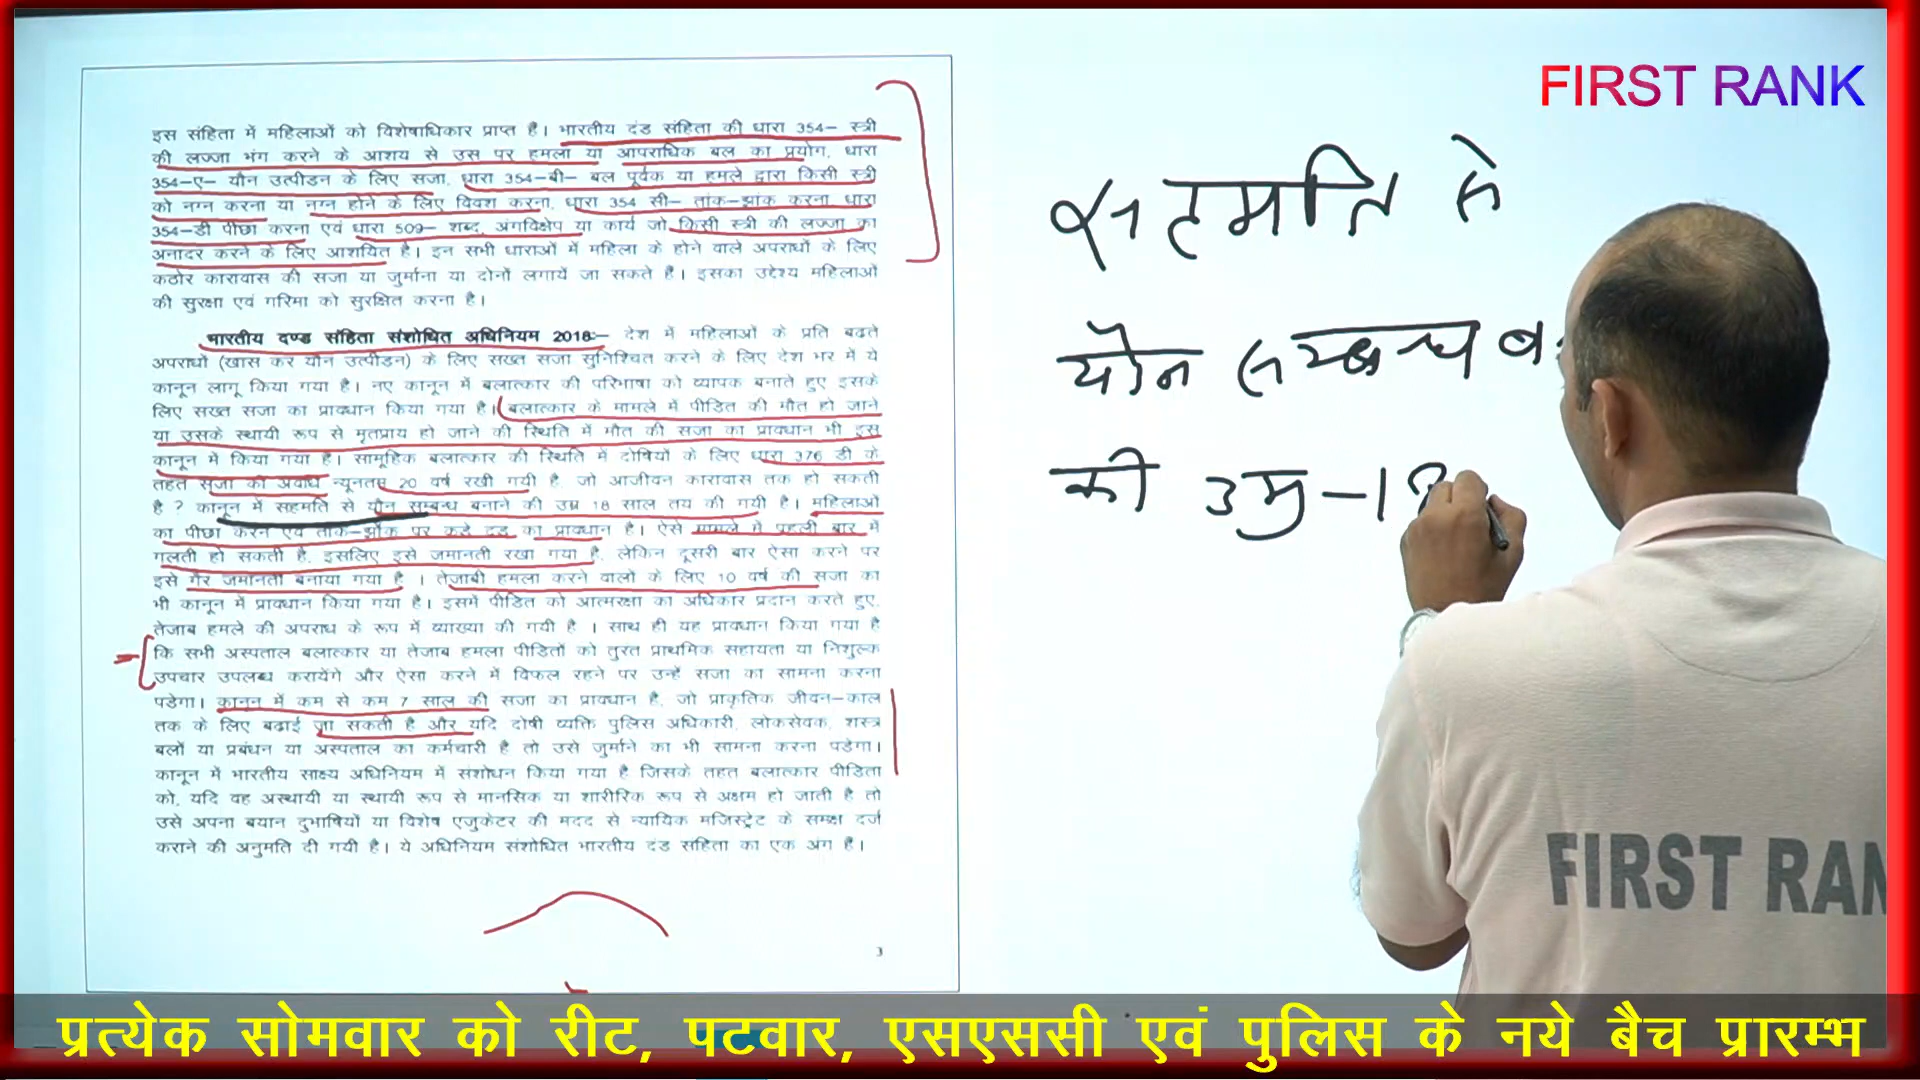 FIRST RANK
इस संहिता में महिलाओं को विशेषाधिकार प्राप्त है। भारतीय दंड संहिता की धारा 354– स्त्री
की लज्जा भंग करने के आशय से उस पर हमला या आपराधिक बल का प्रयोग, धारा
354–ए– यौन उत्पीडन के लिए सजा, धारा 354–बी– बल पूर्वक या हमले द्वारा किसी स्त्री
को नग्न करना या नग्न होने के लिए विवश करना, धारा 354 सी– तांक–झांक करना धारा
354–डी पीछा करना एवं धारा 509– शब्द, अंगविक्षेप या कार्य जो किसी स्त्री की लज्जा का
अनादर करने के लिए आशयित है। इन सभी धाराओं में महिला के होने वाले अपराधों के लिए
कठोर कारावास की सजा या जुर्माना या दोनों लगायें जा सकते हैं। इसका उद्देश्य महिलाओं
की सुरक्षा एवं गरिमा को सुरक्षित करना है।
भारतीय दण्ड संहिता संशोधित अधिनियम 2018:– देश में महिलाओं के प्रति बढते
अपराधों (खास कर यौन उत्पीडन) के लिए सख्त सजा सुनिश्चित करने के लिए देश भर में ये
कानून लागू किया गया है। नए कानून में बलात्कार की परिभाषा को व्यापक बनाते हुए इसके
लिए सख्त सजा का प्रावधान किया गया है। बलात्कार के मामले में पीडित की मौत हो जाने
या उसके स्थायी रूप से मृतप्राय हो जाने की स्थिति में मौत की सजा का प्रावधान भी इस
कानून में किया गया है। सामूहिक बलात्कार की स्थिति में दोषियों के लिए धारा 376 डी के
तहत सजा की अवधि न्यूनतम 20 वर्ष रखी गयी है, जो आजीवन कारावास तक हो सकती
है ? कानून में सहमति से यौन सम्बन्ध बनाने की उम्र 18 साल तय की गयी है। महिलाओं
का पीछा करने एवं तांक–झांक पर कडे दंड का प्रावधान है। ऐसे मामले में पहली बार में
गलती हो सकती है, इसलिए इसे जमानती रखा गया है, लेकिन दूसरी बार ऐसा करने पर
इसे गैर जमानती बनाया गया है । तेजाबी हमला करने वालों के लिए 10 वर्ष की सजा का
भी कानून में प्रावधान किया गया है। इसमें पीडित को आत्मरक्षा का अधिकार प्रदान करते हुए,
तेजाब हमले की अपराध के रूप में व्याख्या की गयी है । साथ ही यह प्रावधान किया गया है
कि सभी अस्पताल बलात्कार या तेजाब हमला पीडितों को तुरंत प्राथमिक सहायता या निशुल्क
उपचार उपलब्ध करायेंगे और ऐसा करने में विफल रहने पर उन्हें सजा का सामना करना
पडेगा। कानून में कम से कम 7 साल की सजा का प्रावधान है, जो प्राकृतिक जीवन–काल
तक के लिए बढाई जा सकती है और यदि दोषी व्यक्ति पुलिस अधिकारी, लोकसेवक, शस्त्र
बलों या प्रबंधन या अस्पताल का कर्मचारी है तो उसे जुर्माने का भी सामना करना पडेगा।
कानून में भारतीय साक्ष्य अधिनियम में संशोधन किया गया है जिसके तहत बलात्कार पीडिता
को, यदि वह अस्थायी या स्थायी रूप से मानसिक या शारीरिक रूप से अक्षम हो जाती है तो
उसे अपना बयान दुभाषियों या विशेष एजुकेटर की मदद से न्यायिक मजिस्ट्रेट के समक्ष दर्ज
कराने की अनुमति दी गयी है। ये अधिनियम संशोधित भारतीय दंड संहिता का एक अंग है।
3
सहमति से
यौन सम्बन्ध
की उम्र – 18
FIRST RAN
प्रत्येक सोमवार को रीट, पटवार, एसएससी एवं पुलिस के नये बैच प्रारम्भ